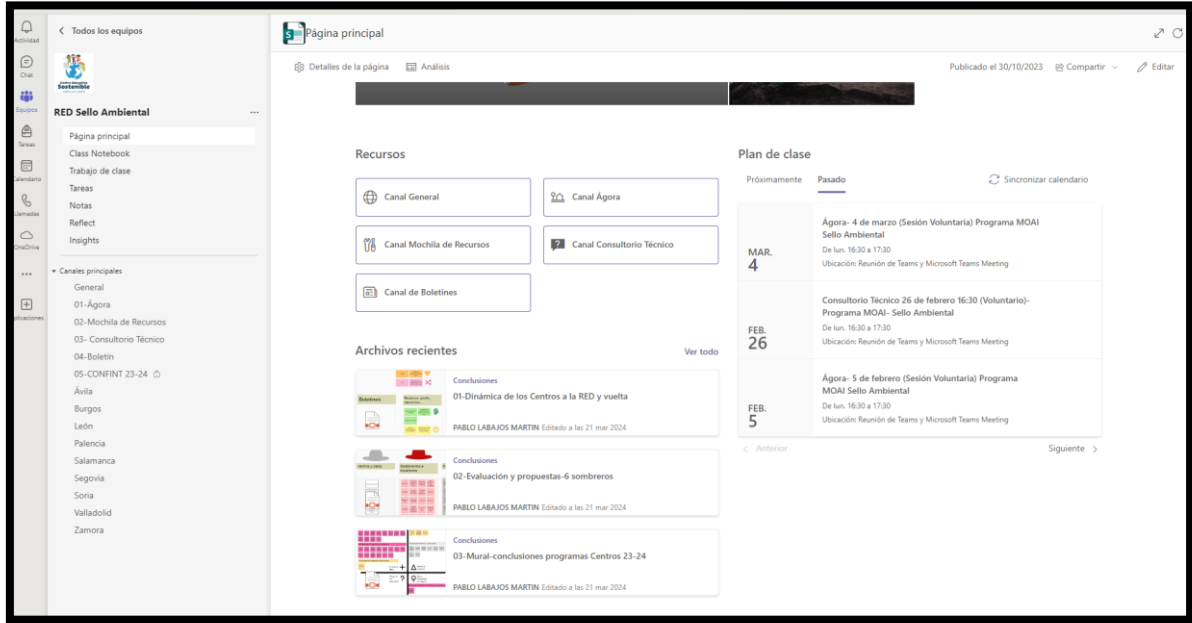 Actividad
Chat
Equipos
Tareas
Calendario
Llamadas
OneDrive
Aplicaciones
Todos los equipos
Centro Educativo
Sostenible
RED Sello Ambiental
Página principal
Class Notebook
Trabajo de clase
Tareas
Notas
Reflect
Insights
Canales principales
General
01-Ágora
02-Mochila de Recursos
03- Consultorio Técnico
04-Boletín
05-CONFINT 23-24
Ávila
Burgos
León
Palencia
Salamanca
Segovia
Soria
Valladolid
Zamora
Página principal
Detalles de la página
Análisis
Publicado el 30/10/2023
Compartir
Editar
Recursos
Canal General
Canal Ágora
Canal Mochila de Recursos
Canal Consultorio Técnico
Canal de Boletines
Archivos recientes
Ver todo
Conclusiones
01-Dinámica de los Centros a la RED y vuelta
PABLO LABAJOS MARTIN Editado a las 21 mar 2024
Conclusiones
02-Evaluación y propuestas-6 sombreros
PABLO LABAJOS MARTIN Editado a las 21 mar 2024
Conclusiones
03-Mural-conclusiones programas Centros 23-24
PABLO LABAJOS MARTIN Editado a las 21 mar 2024
Plan de clase
Próximamente
Pasado
Sincronizar calendario
MAR.
4
Ágora- 4 de marzo (Sesión Voluntaria) Programa MOAI
Sello Ambiental
De lun. 16:30 a 17:30
Ubicación: Reunión de Teams y Microsoft Teams Meeting
FEB.
26
Consultorio Técnico 26 de febrero 16:30 (Voluntario)-
Programa MOAI- Sello Ambiental
De lun. 16:30 a 17:30
Ubicación: Reunión de Teams y Microsoft Teams Meeting
FEB.
5
Ágora- 5 de febrero (Sesión Voluntaria) Programa
MOAI Sello Ambiental
De lun. 16:30 a 17:30
Ubicación: Reunión de Teams y Microsoft Teams Meeting
Anterior
Siguiente